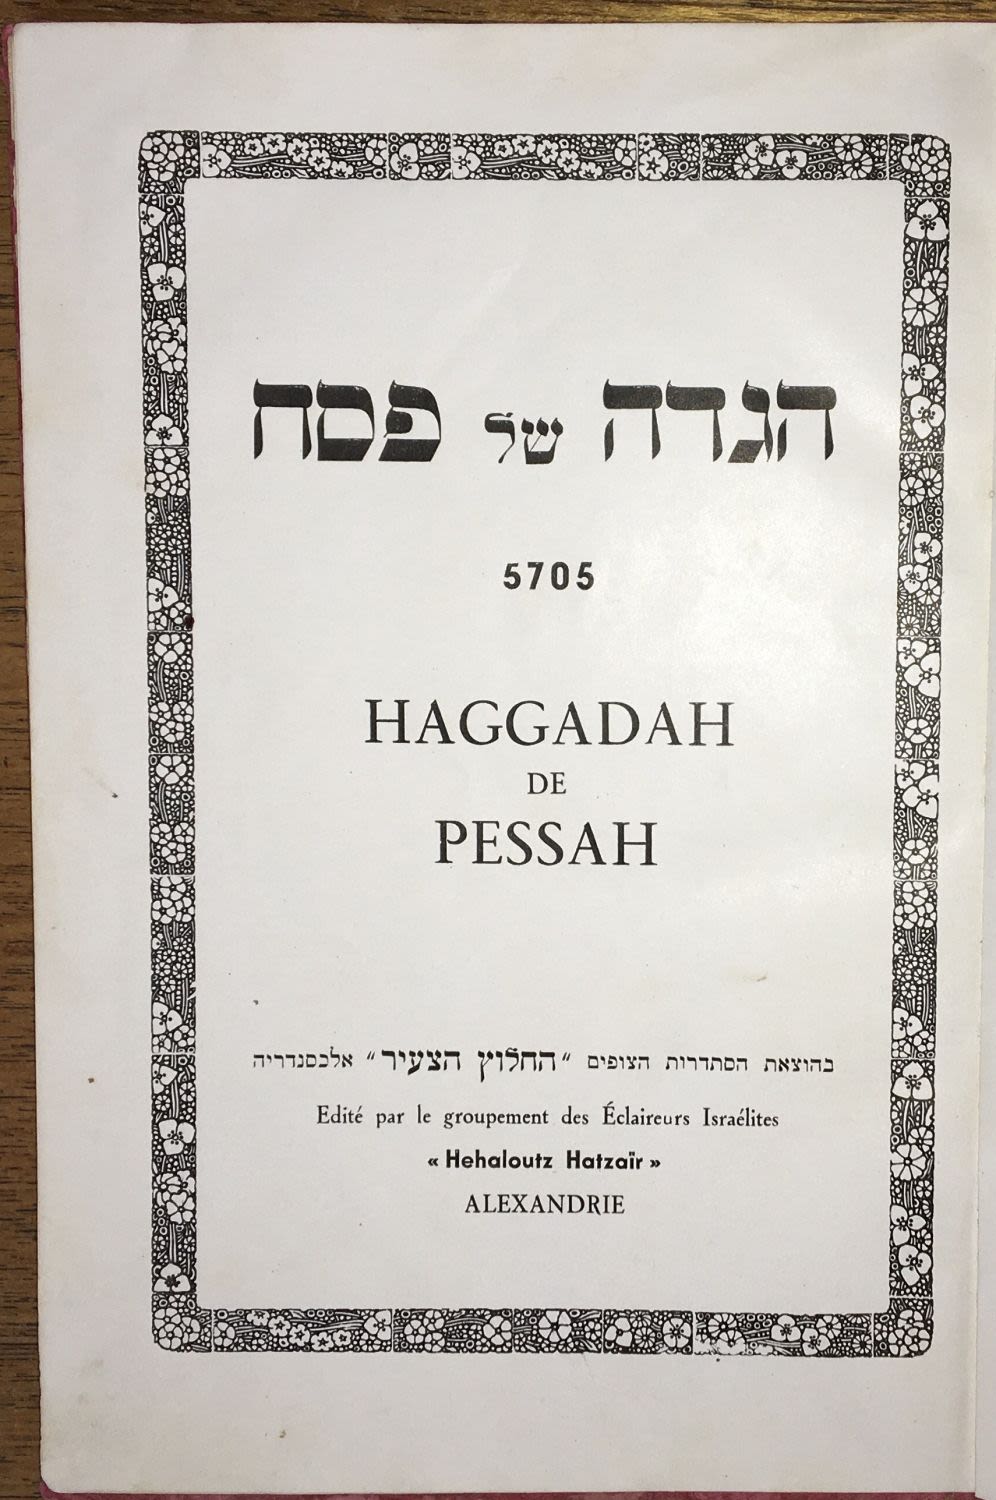 הגדה של פסח
5705
HAGGADAH
DE
PESSAH
בהוצאת הסתדרות הצופים "החלוץ הצעיר" אלכסנדריה
Edité par le groupement des Éclaireurs Israélites
« Hehaloutz Hatzaïr »
ALEXANDRIE